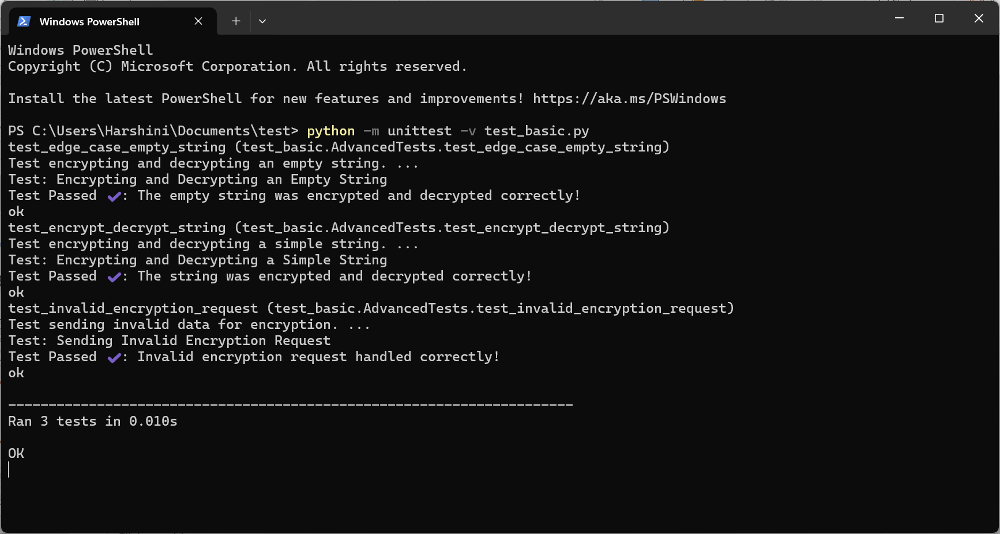 Windows PowerShell
Windows PowerShell
Copyright (C) Microsoft Corporation. All rights reserved.
Install the latest PowerShell for new features and improvements! https://aka.ms/PSWindows
PS C:\Users\Harshini\Documents\test> python -m unittest -v test_basic.py
test_edge_case_empty_string (test_basic.AdvancedTests.test_edge_case_empty_string)
Test encrypting and decrypting an empty string. ...
Test: Encrypting and Decrypting an Empty String
Test Passed ✔: The empty string was encrypted and decrypted correctly!
ok
test_encrypt_decrypt_string (test_basic.AdvancedTests.test_encrypt_decrypt_string)
Test encrypting and decrypting a simple string. ...
Test: Encrypting and Decrypting a Simple String
Test Passed ✔: The string was encrypted and decrypted correctly!
ok
test_invalid_encryption_request (test_basic.AdvancedTests.test_invalid_encryption_request)
Test sending invalid data for encryption. ...
Test: Sending Invalid Encryption Request
Test Passed ✔: Invalid encryption request handled correctly!
ok
----------------------------------------------------------------------
Ran 3 tests in 0.010s
OK